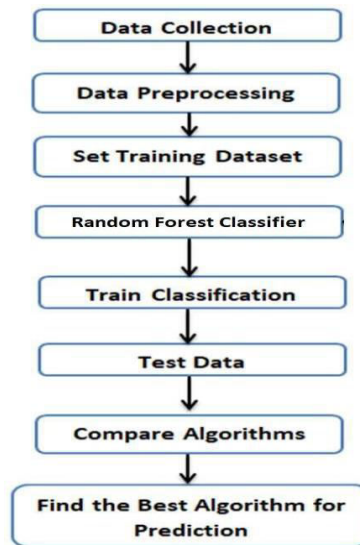 Data Collection
Data Preprocessing
Set Training Dataset
Random Forest Classifier
Train Classification
Test Data
Compare Algorithms
Find the Best Algorithm for
Prediction